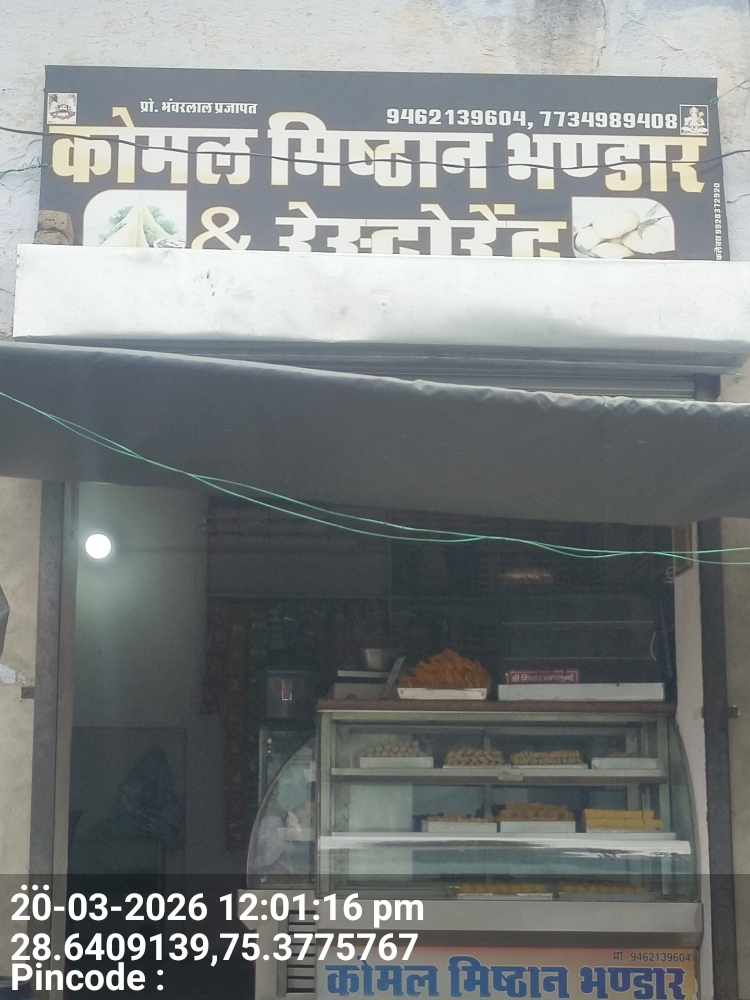 प्रो. भंवरलाल प्रजापत
9462139604, 7734989408
कोमल मिष्ठान भण्डार
& रेस्टोरेंट
9928372920
मो 9462139604
कोमल मिष्ठान भण्डार
20-03-2026 12:01:16 pm
28.6409139,75.3775767
Pincode :